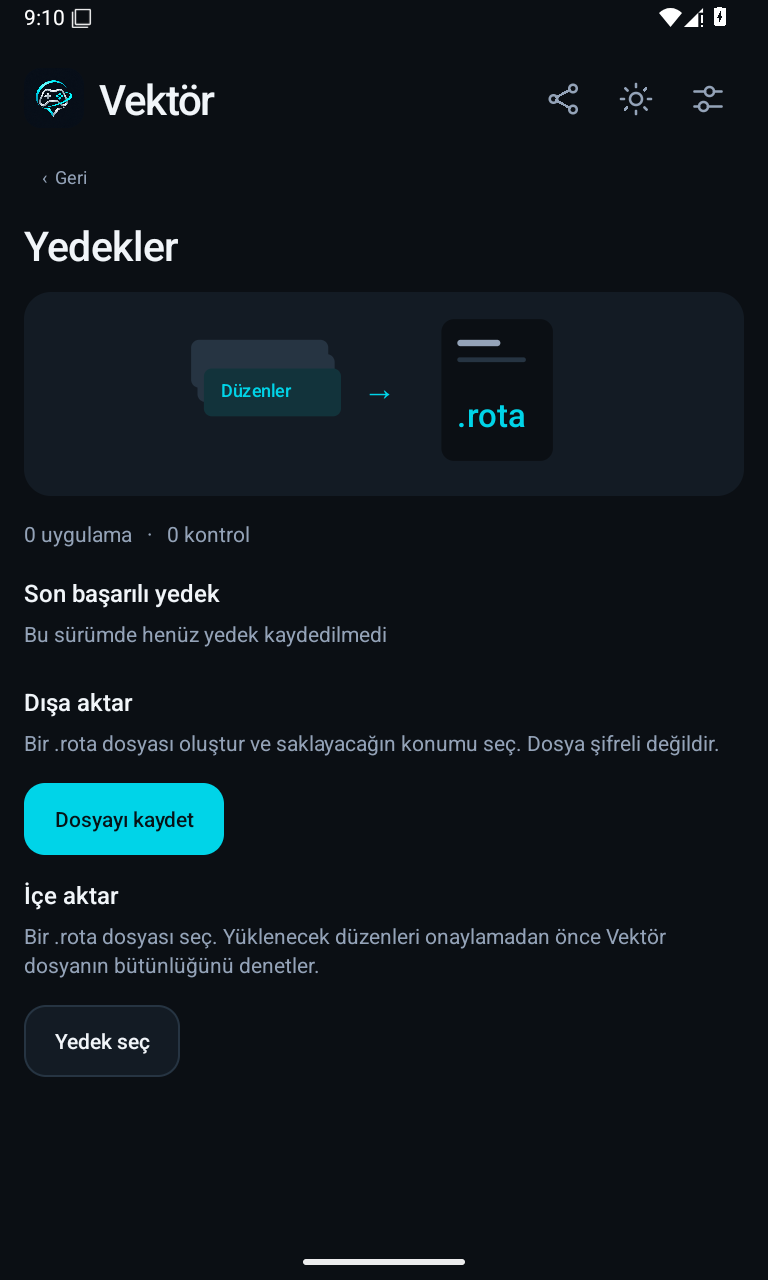 9:10
Vektör
‹ Geri
Yedekler
Düzenler
→
.rota
0 uygulama · 0 kontrol
Son başarılı yedek
Bu sürümde henüz yedek kaydedilmedi
Dışa aktar
Bir .rota dosyası oluştur ve saklayacağın konumu seç. Dosya şifreli değildir.
Dosyayı kaydet
İçe aktar
Bir .rota dosyası seç. Yüklenecek düzenleri onaylamadan önce Vektör
dosyanın bütünlüğünü denetler.
Yedek seç